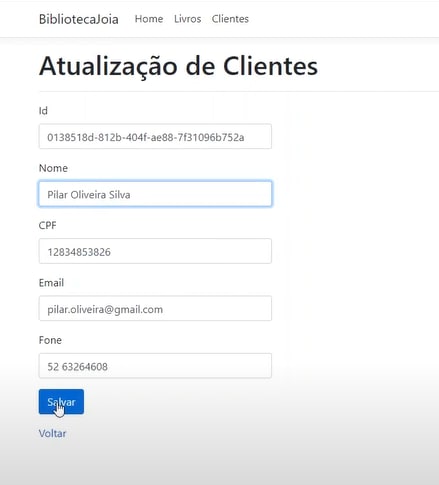 BibliotecaJoia Home Livros Clientes
Atualização de Clientes
Id
0138518d-812b-404f-ae88-7f31096b752a
Nome
Pilar Oliveira Silva
CPF
12834853826
Email
pilar.oliveira@gmail.com
Fone
52 63264608
Salvar
Voltar